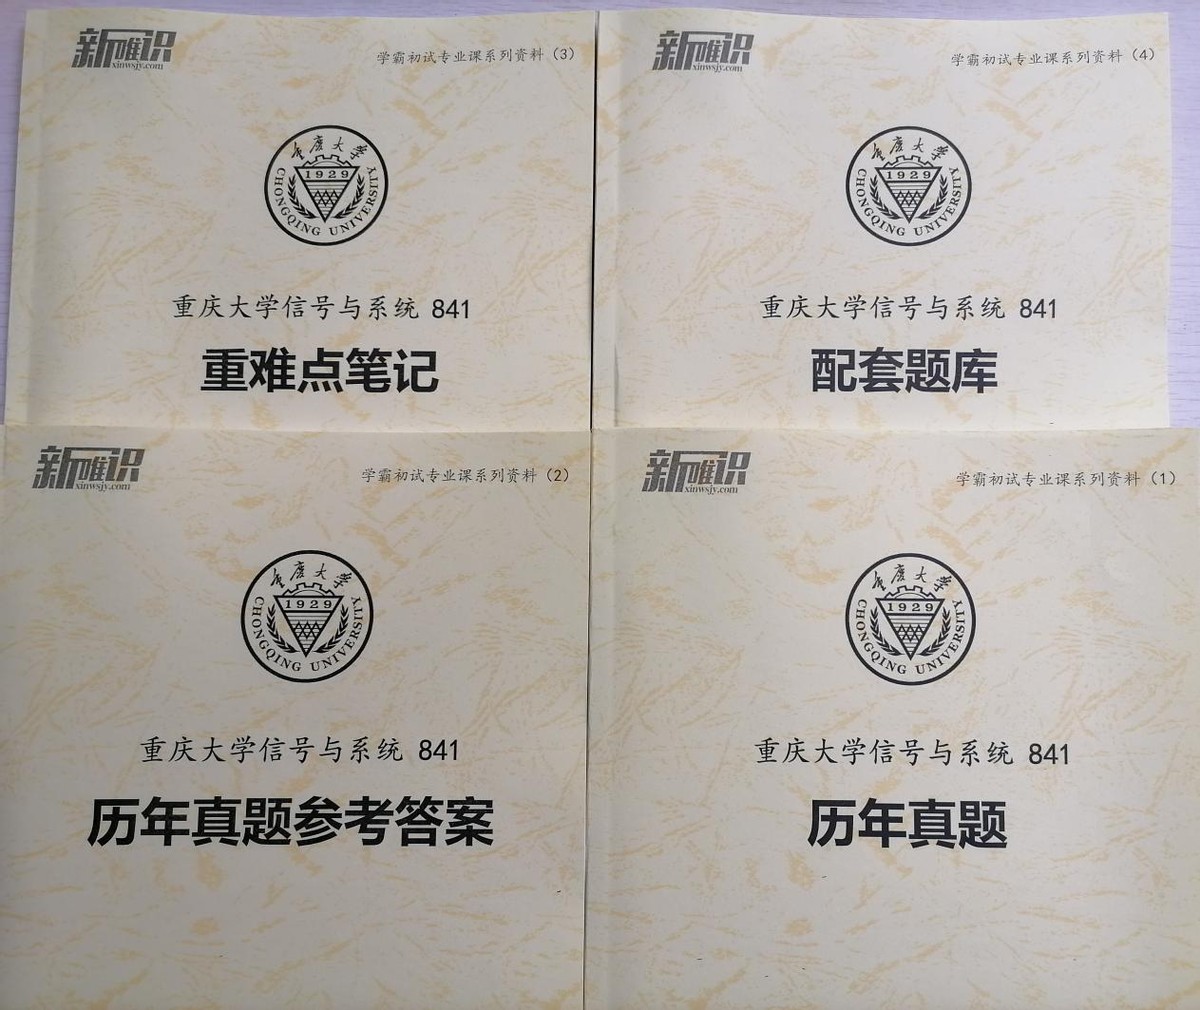 新唯识
xinwsjy.com
学霸初试专业课系列资料（3）
重庆大学
1929
CHONGQING UNIVERSITY
重庆大学信号与系统 841
重难点笔记
新唯识
xinwsjy.com
学霸初试专业课系列资料（4）
重庆大学
1929
CHONGQING UNIVERSITY
重庆大学信号与系统 841
配套题库
新唯识
xinwsjy.com
学霸初试专业课系列资料（2）
重庆大学
1929
CHONGQING UNIVERSITY
重庆大学信号与系统 841
历年真题参考答案
新唯识
xinwsjy.com
学霸初试专业课系列资料（1）
重庆大学
1929
CHONGQING UNIVERSITY
重庆大学信号与系统 841
历年真题